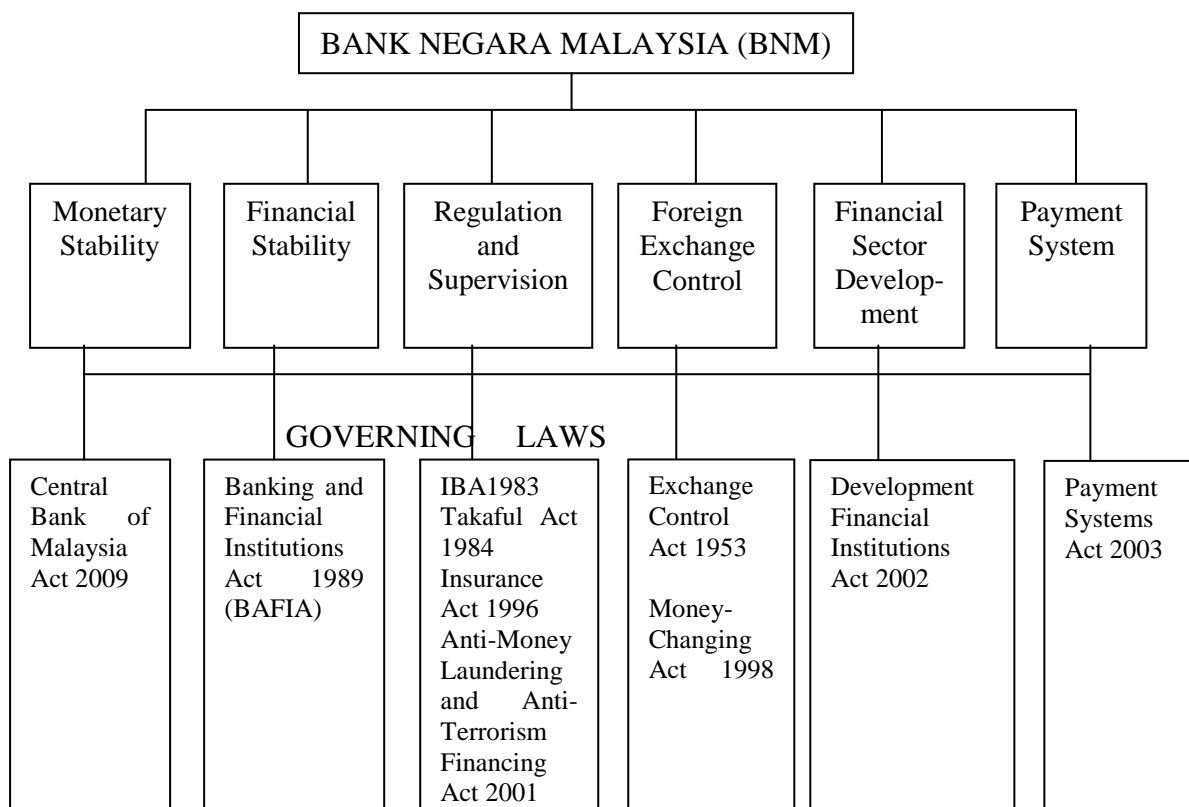 BANK NEGARA MALAYSIA (BNM)
Monetary
Stability
Financial
Stability
Regulation
and
Supervision
Foreign
Exchange
Control
Financial
Sector
Develop-
ment
Payment
System
GOVERNING LAWS
Central
Bank of
Malaysia
Act 2009
Banking and
Financial
Institutions
Act 1989
(BAFIA)
IBA1983
Takaful Act
1984
Insurance
Act 1996
Anti-Money
Laundering
and Anti-
Terrorism
Financing
Act 2001
Exchange
Control
Act 1953
Money-
Changing
Act 1998
Development
Financial
Institutions
Act 2002
Payment
Systems
Act 2003